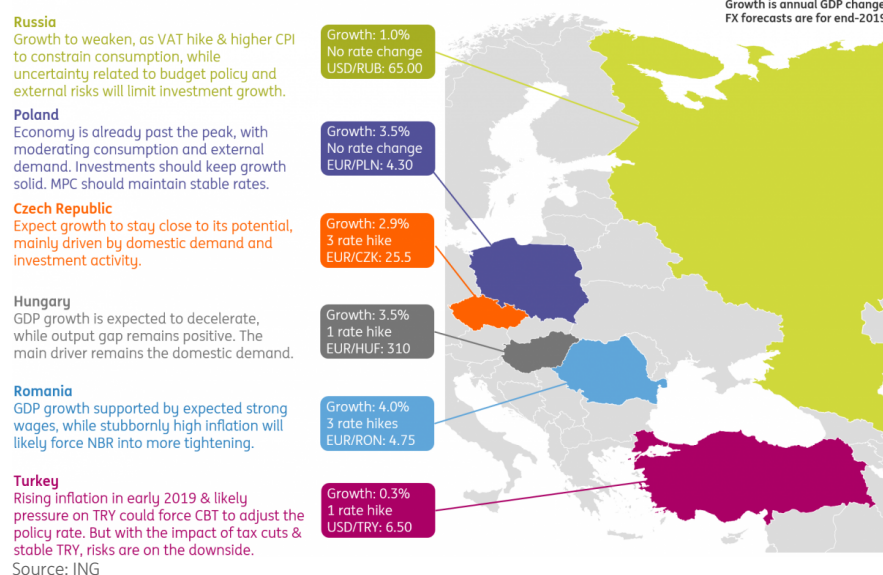 Growth is annual GDP change
FX forecasts are for end-2019
Russia
Growth to weaken, as VAT hike & higher CPI
to constrain consumption, while
uncertainty related to budget policy and
external risks will limit investment growth.
Growth: 1.0%
No rate change
USD/RUB: 65.00
Poland
Economy is already past the peak, with
moderating consumption and external
demand. Investments should keep growth
solid. MPC should maintain stable rates.
Growth: 3.5%
No rate change
EUR/PLN: 4.30
Czech Republic
Expect growth to stay close to its potential,
mainly driven by domestic demand and
investment activity.
Growth: 2.9%
3 rate hike
EUR/CZK: 25.5
Hungary
GDP growth is expected to decelerate,
while output gap remains positive. The
main driver remains the domestic demand.
Growth: 3.5%
1 rate hike
EUR/HUF: 310
Romania
GDP growth supported by expected strong
wages, while stubbornly high inflation will
likely force NBR into more tightening.
Growth: 4.0%
3 rate hikes
EUR/RON: 4.75
Turkey
Rising inflation in early 2019 & likely
pressure on TRY could force CBT to adjust the
policy rate. But with the impact of tax cuts &
stable TRY, risks are on the downside.
Growth: 0.3%
1 rate hike
USD/TRY: 6.50
Source: ING